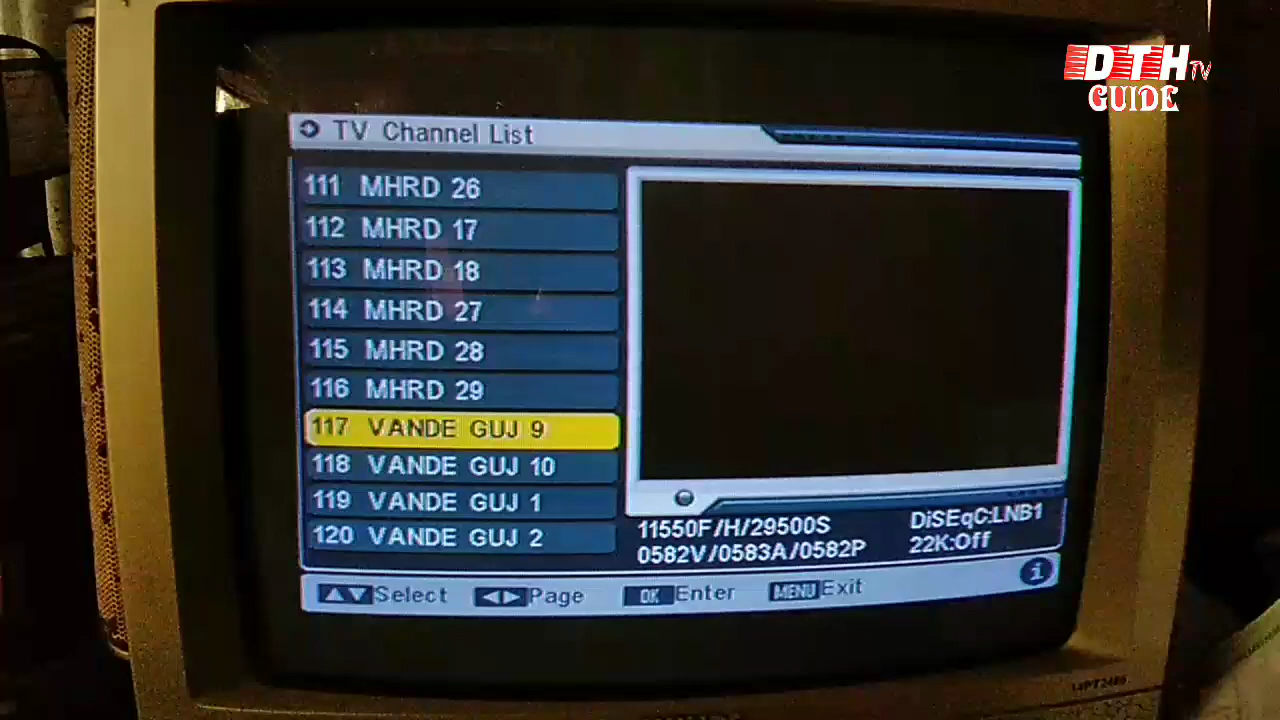 DTH TV
GUIDE
TV Channel List
111 MHRD 26
112 MHRD 17
113 MHRD 18
114 MHRD 27
115 MHRD 28
116 MHRD 29
117 VANDE GUJ 9
118 VANDE GUJ 10
119 VANDE GUJ 1
120 VANDE GUJ 2
11550F/H/29500S
0582V/0583A/0582P
DiSEqC:LNB1
22K:Off
Select Page OK Enter MENU Exit
i